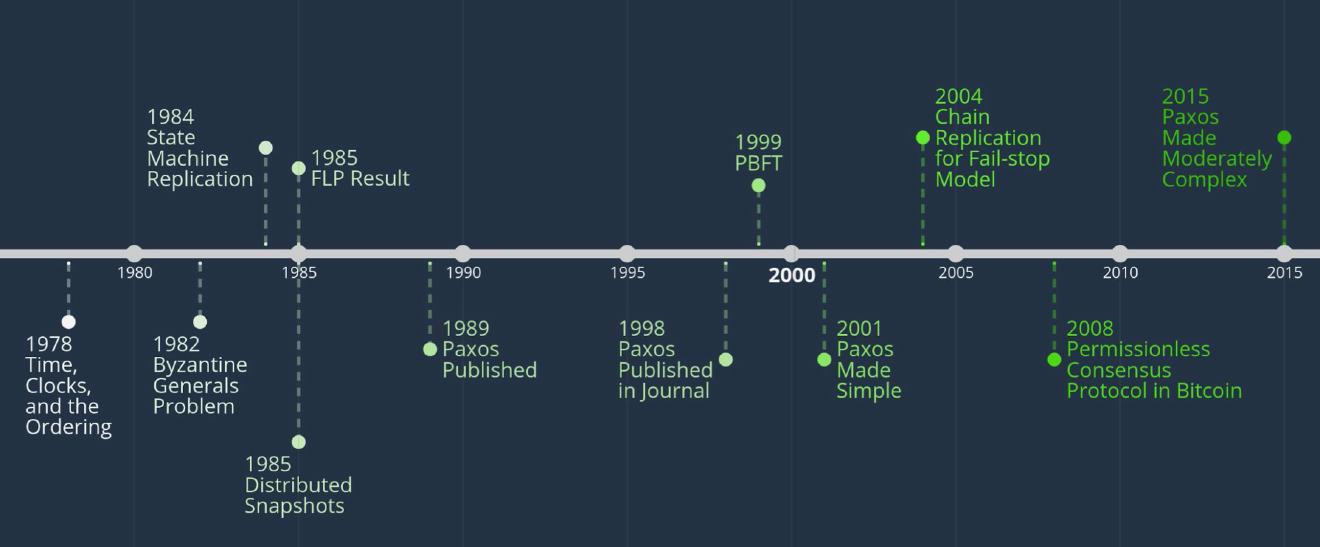 1984
State
Machine
Replication
1985
FLP Result
1999
PBFT
2004
Chain
Replication
for Fail-stop
Model
2015
Paxos
Made
Moderately
Complex
1980
1985
1990
1995
2000
2005
2010
2015
1978
Time,
Clocks,
and the
Ordering
1982
Byzantine
Generals
Problem
1985
Distributed
Snapshots
1989
Paxos
Published
1998
Paxos
Published
in Journal
2001
Paxos
Made
Simple
2008
Permissionless
Consensus
Protocol in Bitcoin